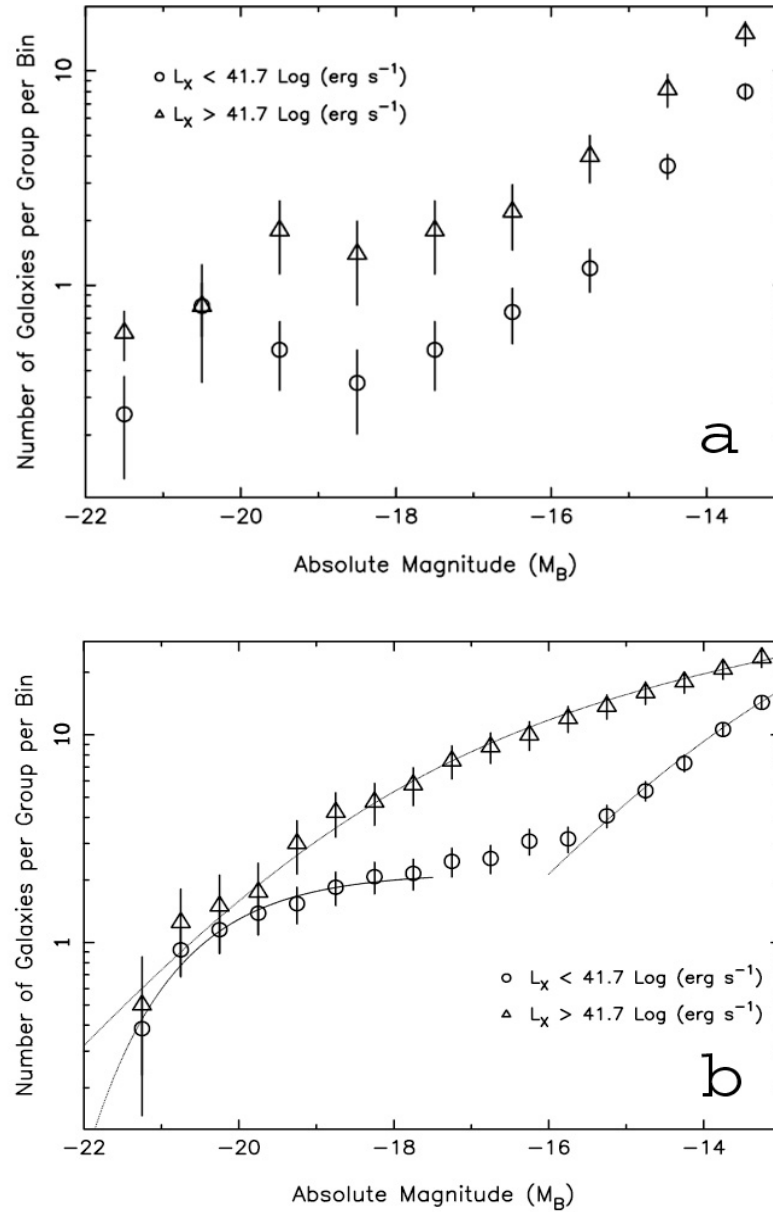 Number of Galaxies per Group per Bin
10
1
L_X < 41.7 Log (erg s⁻¹)
L_X > 41.7 Log (erg s⁻¹)
a
−22 −20 −18 −16 −14
Absolute Magnitude (M_B)
Number of Galaxies per Group per Bin
10
1
L_X < 41.7 Log (erg s⁻¹)
L_X > 41.7 Log (erg s⁻¹)
b
−22 −20 −18 −16 −14
Absolute Magnitude (M_B)